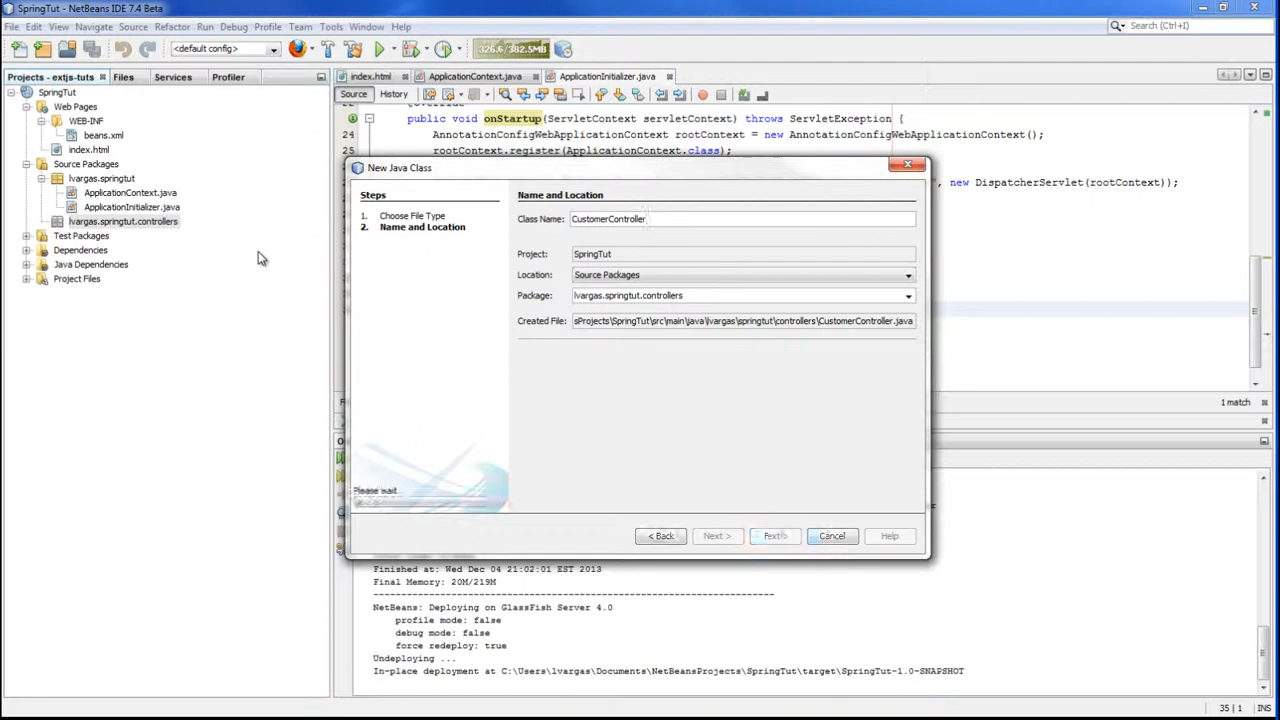 SpringTut - NetBeans IDE 7.4 Beta
File Edit View Navigate Source Refactor Run Debug Profile Team Tools Window Help
Search (Ctrl+I)
<default config>
326.6/382.5MB
Projects - extjs-tuts Files Services Profiler
index.html ApplicationContext.java ApplicationInitializer.java
Source History
SpringTut
Web Pages
WEB-INF
beans.xml
index.html
Source Packages
lvargas.springtut
ApplicationContext.java
ApplicationInitializer.java
lvargas.springtut.controllers
Test Packages
Dependencies
Java Dependencies
Project Files
public void onStartup(ServletContext servletContext) throws ServletException {
24 AnnotationConfigWebApplicationContext rootContext = new AnnotationConfigWebApplicationContext();
25 rootContext.register(ApplicationContext.class);
, new DispatcherServlet(rootContext));
New Java Class
Steps
1. Choose File Type
2. Name and Location
Name and Location
Class Name: CustomerController
Project: SpringTut
Location: Source Packages
Package: lvargas.springtut.controllers
Created File: sProjects\SpringTut\src\main\java\lvargas\springtut\controllers\CustomerController.java
Please wait
< Back Next > Cancel Help
1 match
Finished at: Wed Dec 04 21:02:01 EST 2013
Final Memory: 20M/219M
------------------------------------------------------------------------
NetBeans: Deploying on GlassFish Server 4.0
profile mode: false
debug mode: false
force redeploy: true
Undeploying ...
In-place deployment at C:\Users\lvargas\Documents\NetBeansProjects\SpringTut\target\SpringTut-1.0-SNAPSHOT
35 | 1 INS